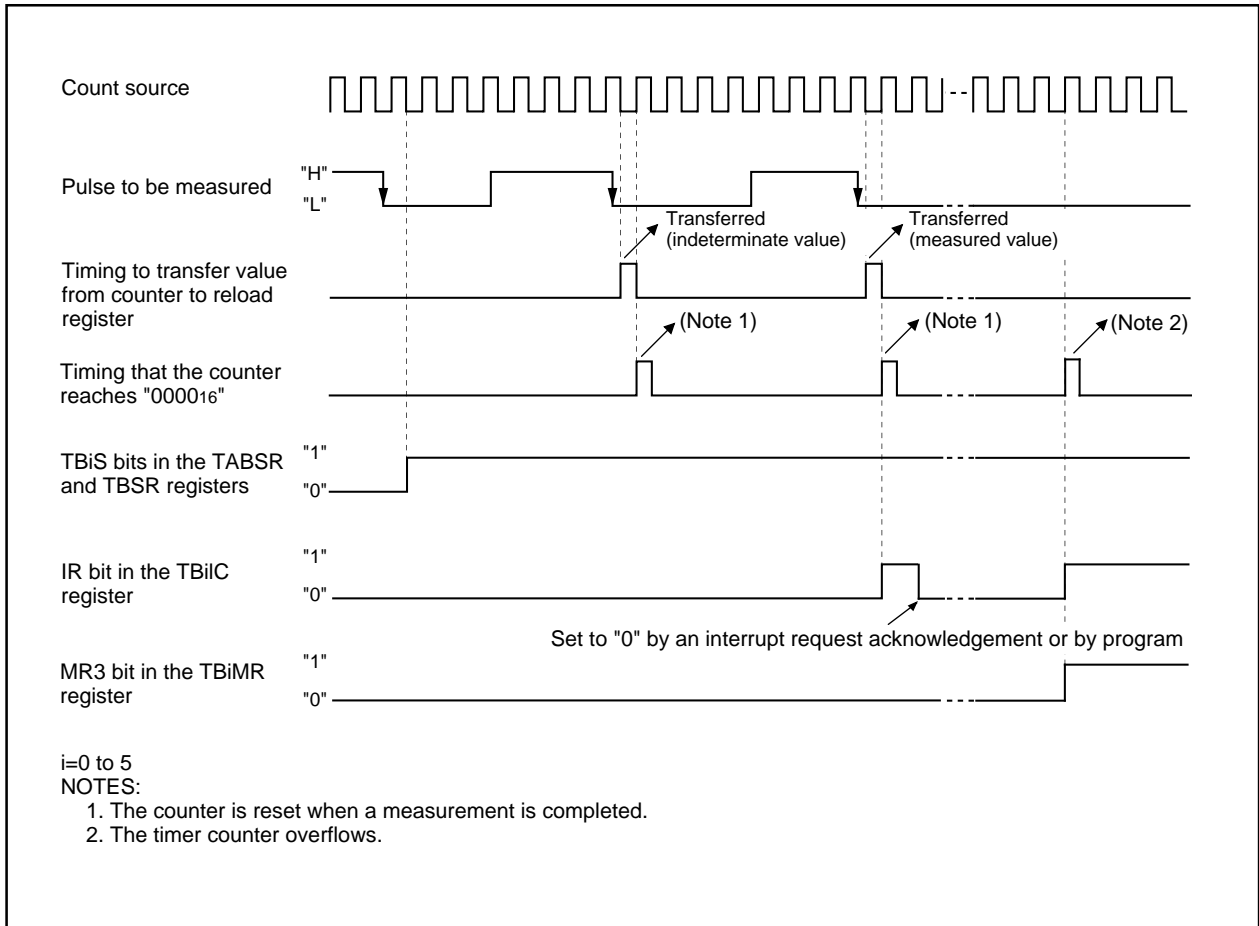 Count source
Pulse to be measured
"H"
"L"
Transferred
(indeterminate value)
Transferred
(measured value)
Timing to transfer value
from counter to reload
register
(Note 1)
(Note 1)
(Note 2)
Timing that the counter
reaches "000016"
TBiS bits in the TABSR
and TBSR registers
"1"
"0"
IR bit in the TBiIC
register
"1"
"0"
Set to "0" by an interrupt request acknowledgement or by program
MR3 bit in the TBiMR
register
"1"
"0"
i=0 to 5
NOTES:
1. The counter is reset when a measurement is completed.
2. The timer counter overflows.